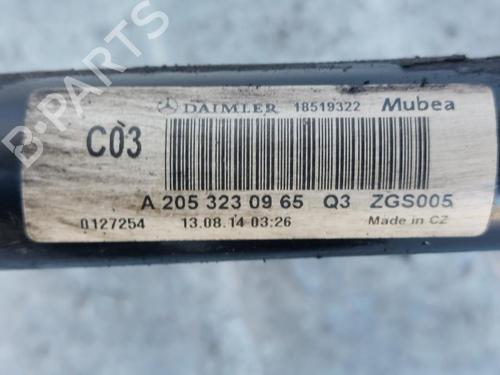 DAIMLER 18519322 Mubea
C03
A 205 323 09 65 Q3 ZGS005
0127254 13.08.14 03:26 Made in CZ
B-PARTS